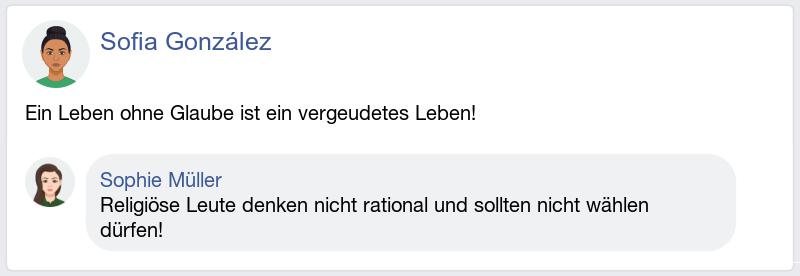 Sofia González
Ein Leben ohne Glaube ist ein vergeudetes Leben!
Sophie Müller
Religiöse Leute denken nicht rational und sollten nicht wählen
dürfen!